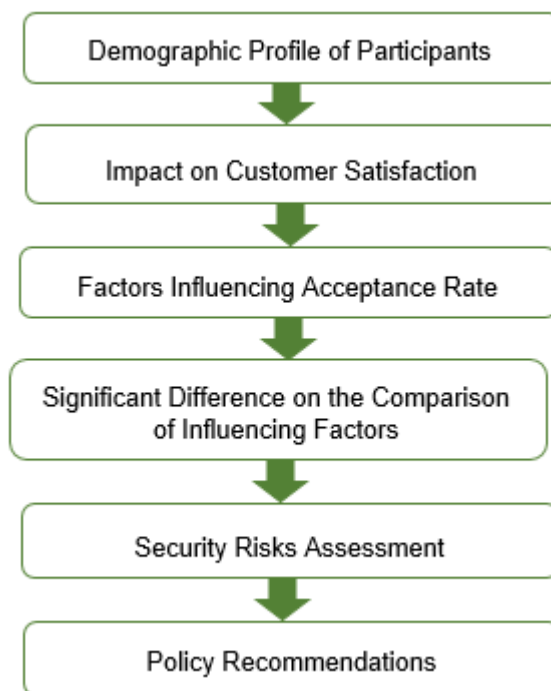 Demographic Profile of Participants
Impact on Customer Satisfaction
Factors Influencing Acceptance Rate
Significant Difference on the Comparison
of Influencing Factors
Security Risks Assessment
Policy Recommendations